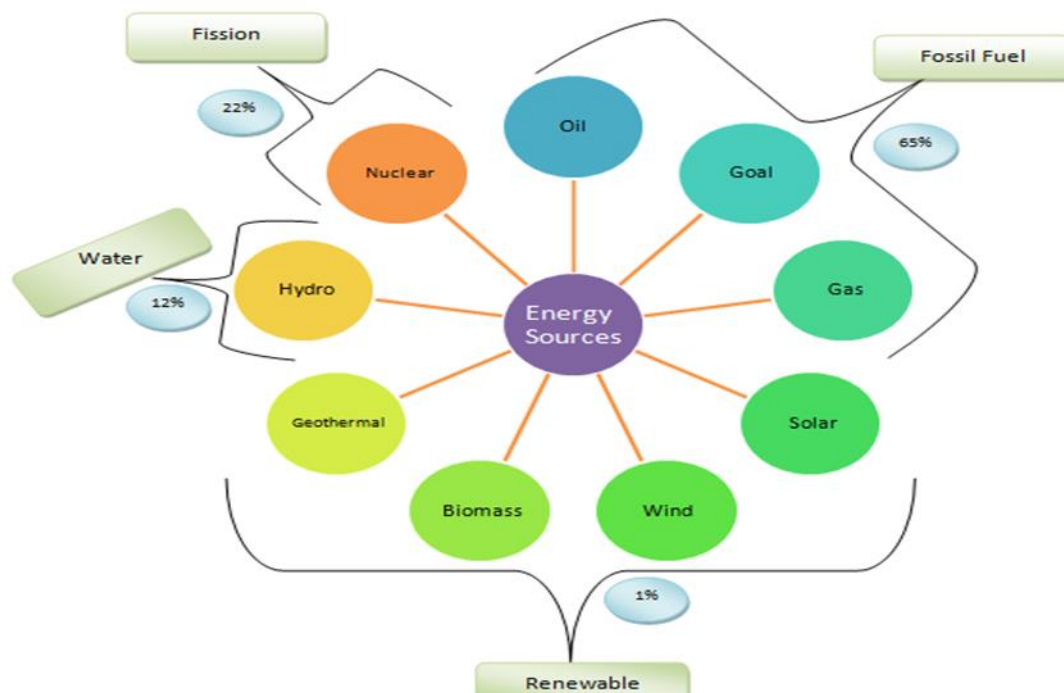 Fission
Fossil Fuel
22%
Oil
65%
Nuclear
Goal
Water
Hydro
12%
Gas
Energy
Sources
Geothermal
Solar
Biomass
Wind
1%
Renewable